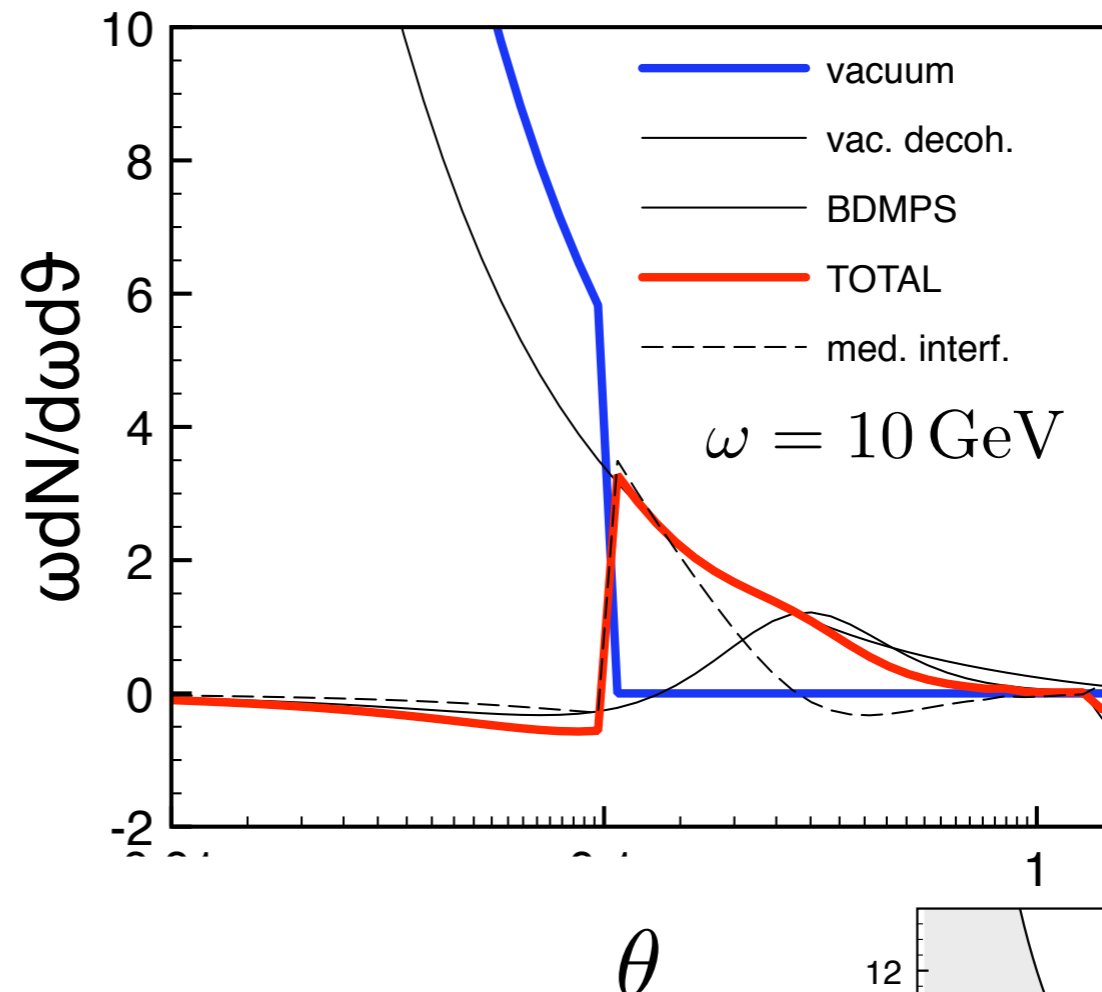 10
vacuum
vac. decoh.
8
BDMPS
6
TOTAL
med. interf.
ω = 10 GeV
4
ωdN/dωdθ
2
0
-2
1
θ
12